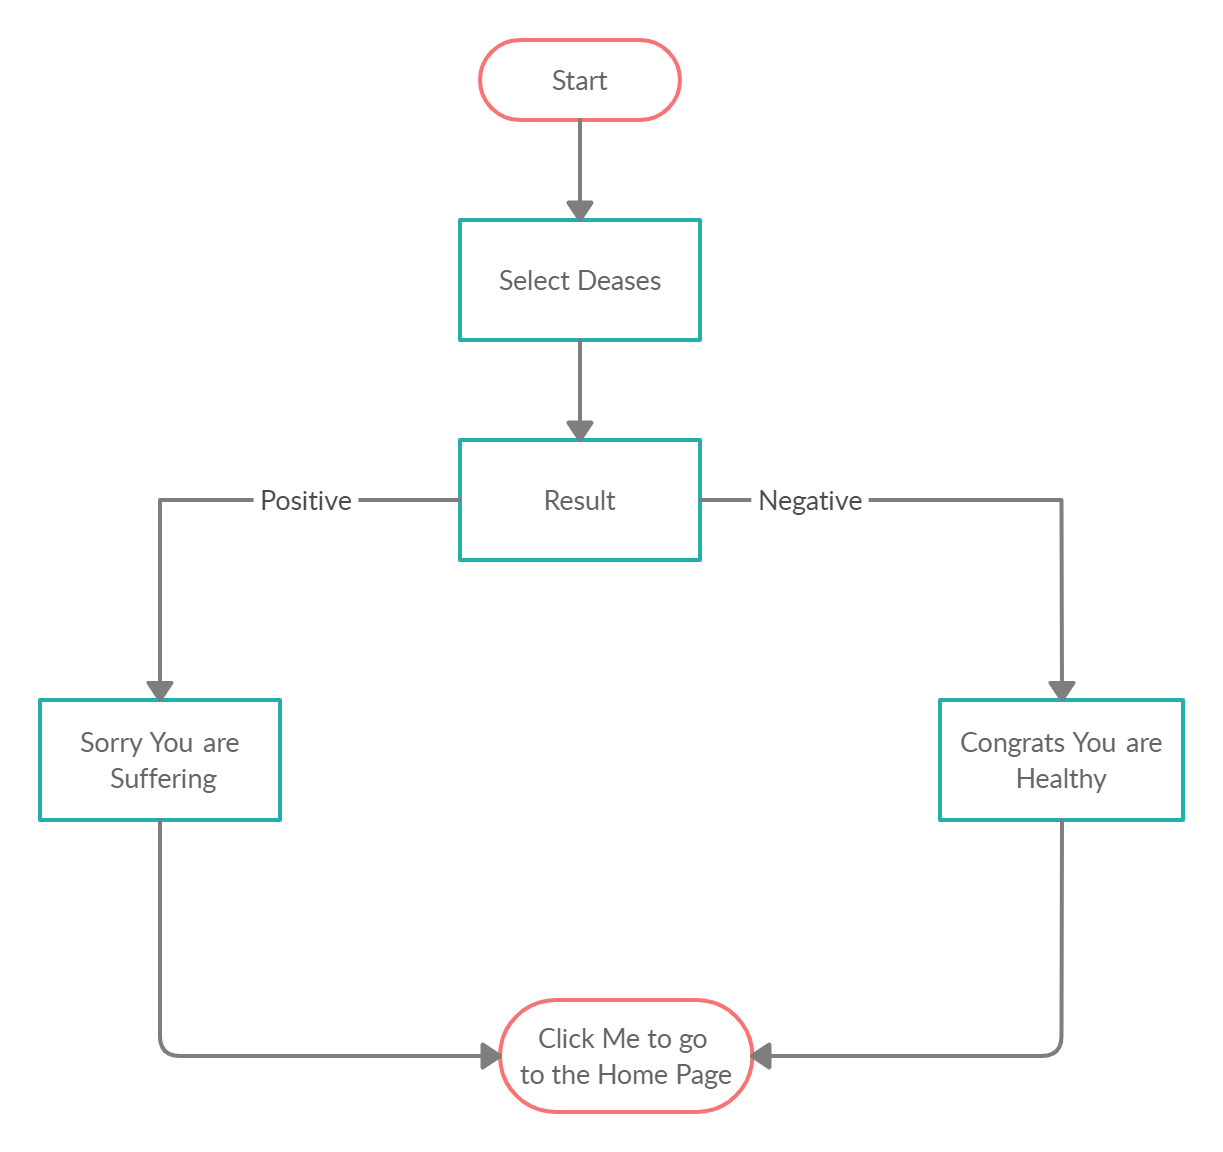 Start
Select Deases
Positive
Result
Negative
Sorry You are
Suffering
Congrats You are
Healthy
Click Me to go
to the Home Page